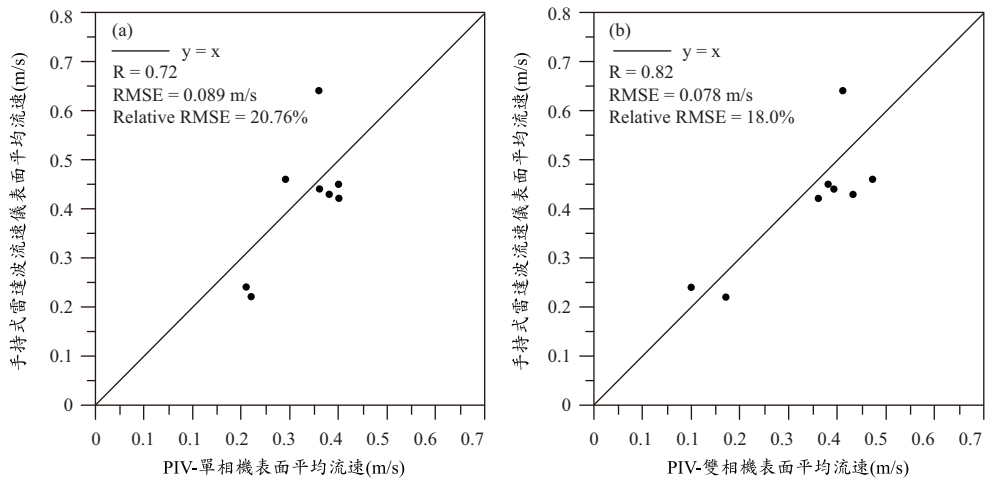 (a)
y = x
R = 0.72
RMSE = 0.089 m/s
Relative RMSE = 20.76%
手持式雷達波流速儀表面平均流速(m/s)
0.8
0.7
0.6
0.5
0.4
0.3
0.2
0.1
0
0 0.1 0.2 0.3 0.4 0.5 0.6 0.7
PIV-單相機表面平均流速(m/s)
(b)
y = x
R = 0.82
RMSE = 0.078 m/s
Relative RMSE = 18.0%
手持式雷達波流速儀表面平均流速(m/s)
0.8
0.7
0.6
0.5
0.4
0.3
0.2
0.1
0
0 0.1 0.2 0.3 0.4 0.5 0.6 0.7
PIV-雙相機表面平均流速(m/s)